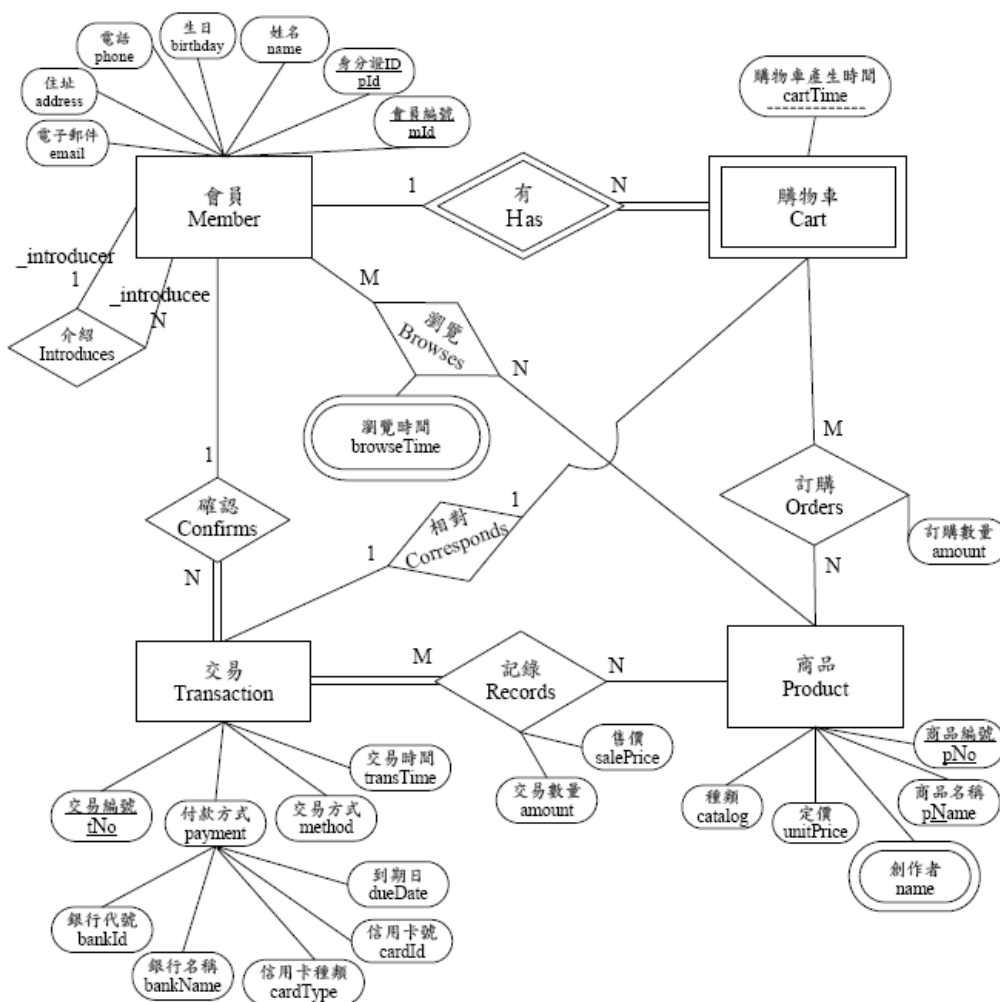 電話
phone
生日
birthday
姓名
name
身分證ID
pId
住址
address
會員編號
mId
電子郵件
email
購物車產生時間
cartTime
會員
Member
1
有
Has
N
購物車
Cart
_introducer
1
_introducee
N
介紹
Introduces
M
瀏覽
Browses
N
瀏覽時間
browseTime
1
確認
Confirms
N
1
相對
Corresponds
1
M
訂購
Orders
訂購數量
amount
N
交易
Transaction
M
記錄
Records
N
商品
Product
售價
salePrice
交易數量
amount
交易時間
transTime
交易編號
tNo
付款方式
payment
交易方式
method
到期日
dueDate
銀行代號
bankId
銀行名稱
bankName
信用卡種類
cardType
信用卡號
cardId
商品編號
pNo
種類
catalog
定價
unitPrice
商品名稱
pName
創作者
name